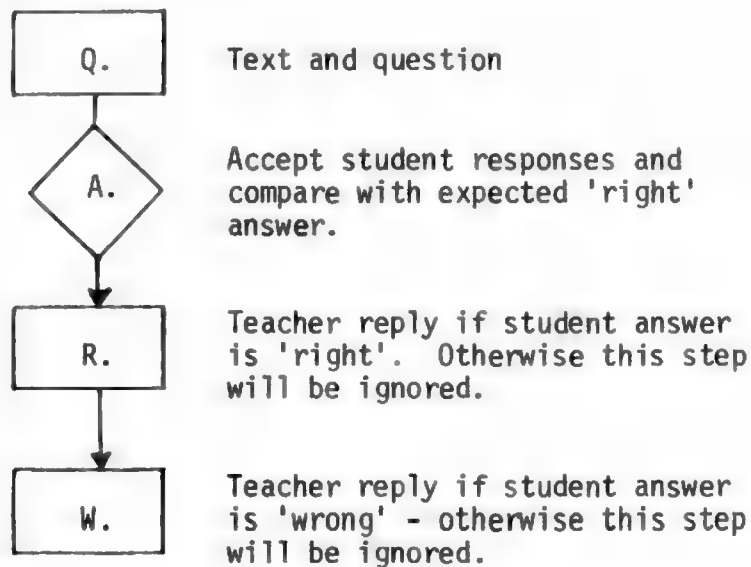 Q.
Text and question
A.
Accept student responses and
compare with expected 'right'
answer.
R.
Teacher reply if student answer
is 'right'. Otherwise this step
will be ignored.
W.
Teacher reply if student answer
is 'wrong' - otherwise this step
will be ignored.